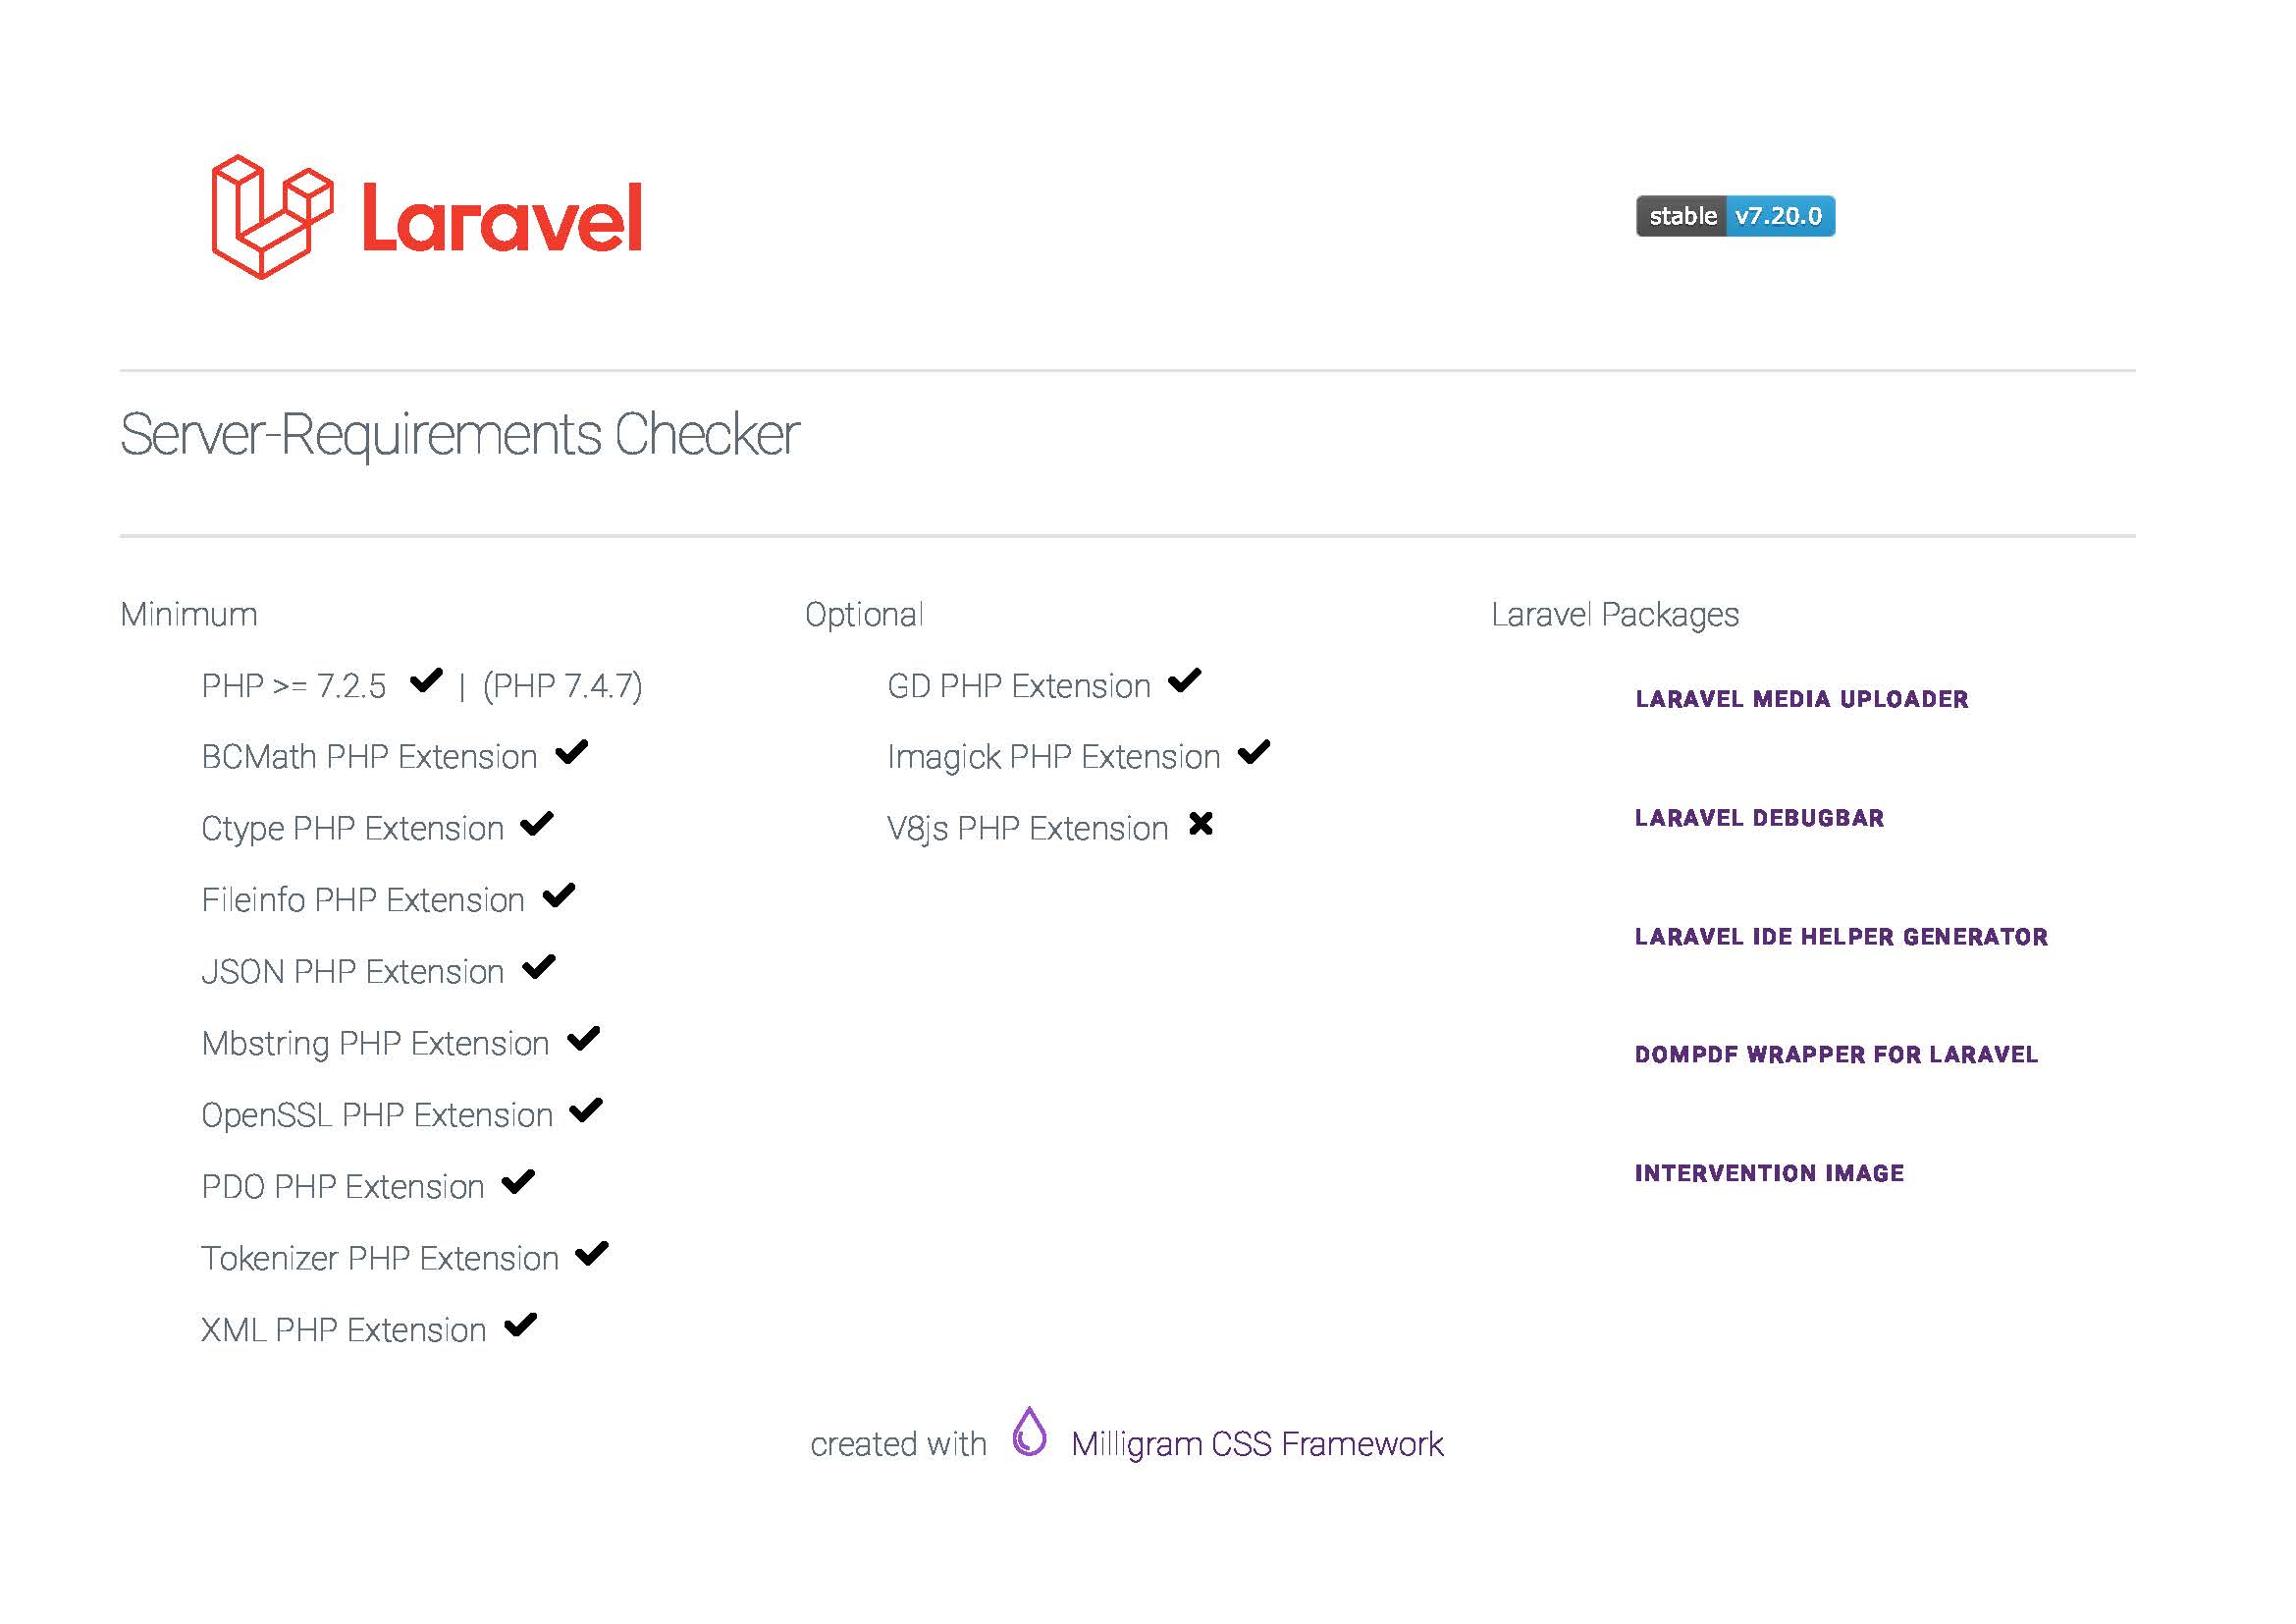 Laravel
stable v7.20.0
Server-Requirements Checker
Minimum
PHP >= 7.2.5 ✔ | (PHP 7.4.7)
BCMath PHP Extension ✔
Ctype PHP Extension ✔
Fileinfo PHP Extension ✔
JSON PHP Extension ✔
Mbstring PHP Extension ✔
OpenSSL PHP Extension ✔
PDO PHP Extension ✔
Tokenizer PHP Extension ✔
XML PHP Extension ✔
Optional
GD PHP Extension ✔
Imagick PHP Extension ✔
V8js PHP Extension ✖
Laravel Packages
LARAVEL MEDIA UPLOADER
LARAVEL DEBUGBAR
LARAVEL IDE HELPER GENERATOR
DOMPDF WRAPPER FOR LARAVEL
INTERVENTION IMAGE
created with Milligram CSS Framework